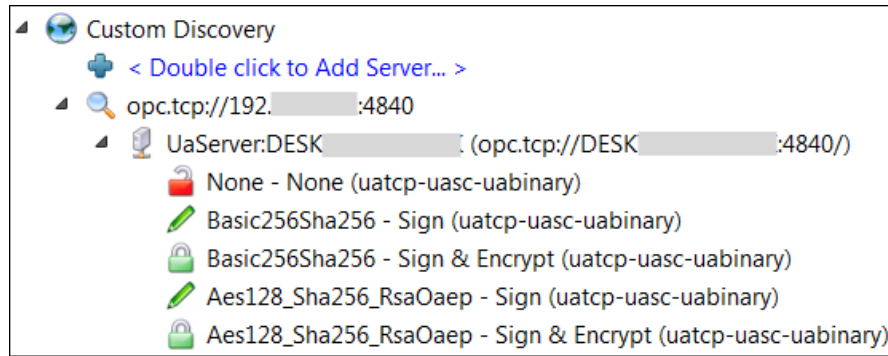 Custom Discovery
< Double click to Add Server... >
opc.tcp://192. :4840
UaServer:DESK (opc.tcp://DESK :4840/)
None - None (uatcp-uasc-uabinary)
Basic256Sha256 - Sign (uatcp-uasc-uabinary)
Basic256Sha256 - Sign & Encrypt (uatcp-uasc-uabinary)
Aes128_Sha256_RsaOaep - Sign (uatcp-uasc-uabinary)
Aes128_Sha256_RsaOaep - Sign & Encrypt (uatcp-uasc-uabinary)